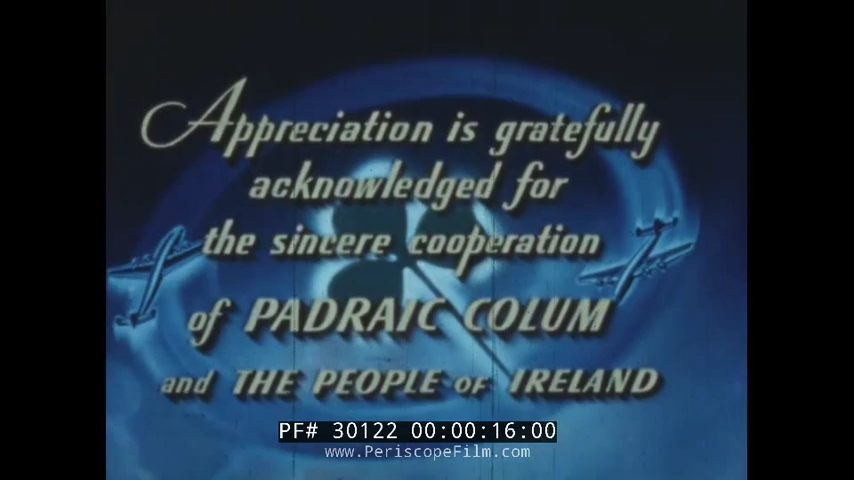 Appreciation is gratefully
acknowledged for
the sincere cooperation
of PADRAIC COLUM
and THE PEOPLE OF IRELAND
PF# 30122 00:00:16:00
www.PeriscopeFilm.com